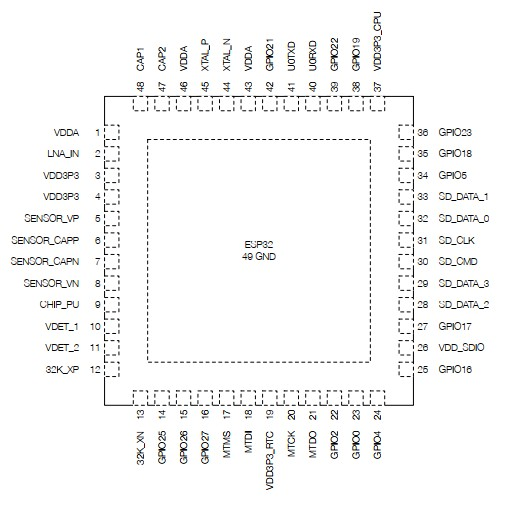 CAP1
CAP2
VDDA
XTAL_P
XTAL_N
VDDA
GPIO21
U0TXD
U0RXD
GPIO22
GPIO19
VDD3P3_CPU
48
47
46
45
44
43
42
41
40
39
38
37
VDDA 1
LNA_IN 2
VDD3P3 3
VDD3P3 4
SENSOR_VP 5
SENSOR_CAPP 6
SENSOR_CAPN 7
SENSOR_VN 8
CHIP_PU 9
VDET_1 10
VDET_2 11
32K_XP 12
ESP32
49 GND
36 GPIO23
35 GPIO18
34 GPIO5
33 SD_DATA_1
32 SD_DATA_0
31 SD_CLK
30 SD_CMD
29 SD_DATA_3
28 SD_DATA_2
27 GPIO17
26 VDD_SDIO
25 GPIO16
13
14
15
16
17
18
19
20
21
22
23
24
32K_XN
GPIO25
GPIO26
GPIO27
MTMS
MTDI
VDD3P3_RTC
MTCK
MTDO
GPIO2
GPIO0
GPIO4